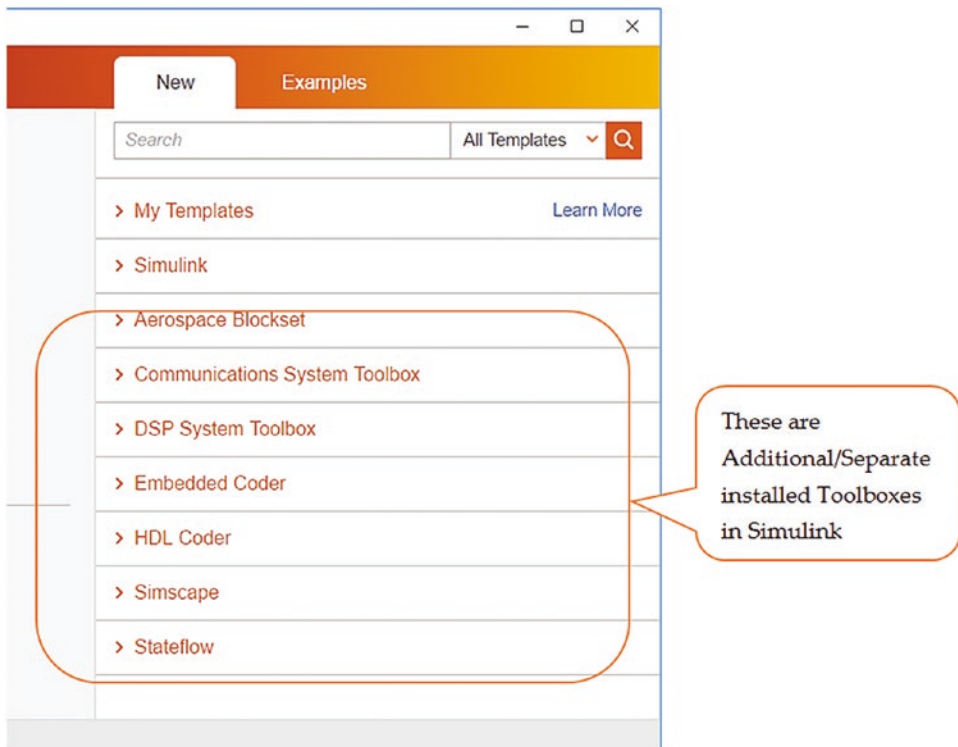 New
Examples
Search
All Templates
My Templates
Learn More
Simulink
Aerospace Blockset
Communications System Toolbox
DSP System Toolbox
Embedded Coder
HDL Coder
Simscape
Stateflow
These are
Additional/Separate
installed Toolboxes
in Simulink